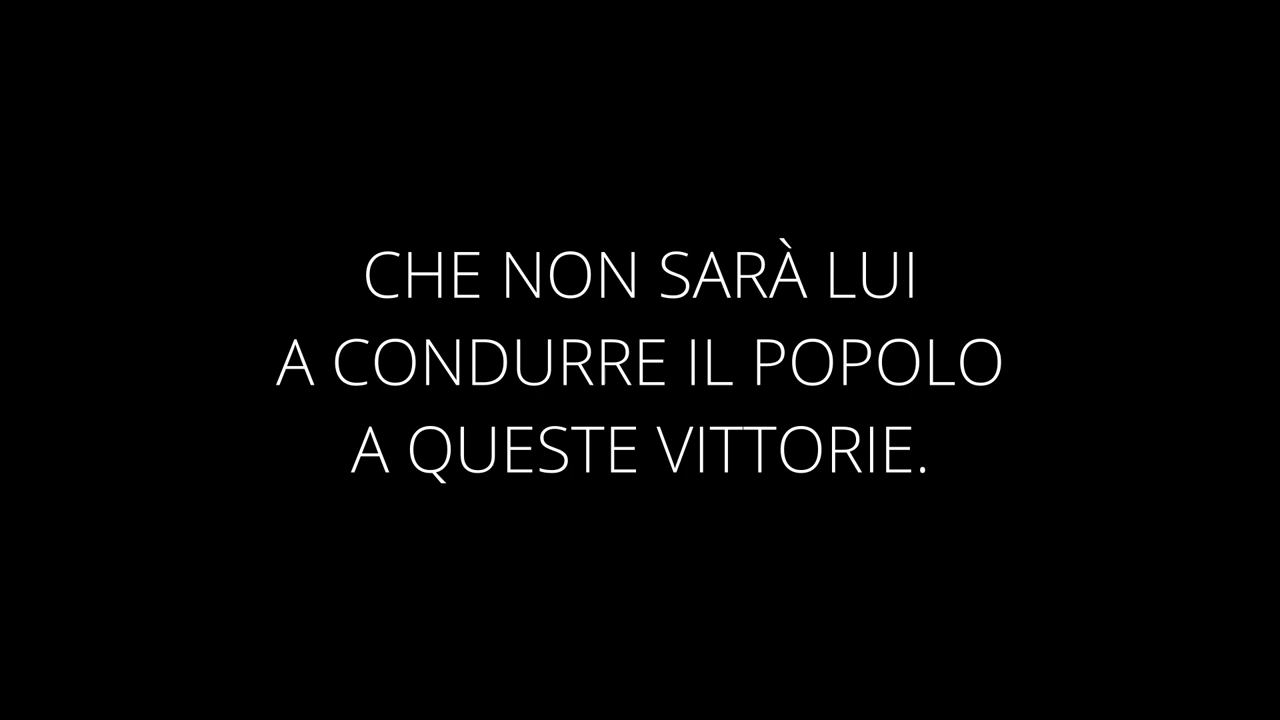 CHE NON SARÀ LUI
A CONDURRE IL POPOLO
A QUESTE VITTORIE.